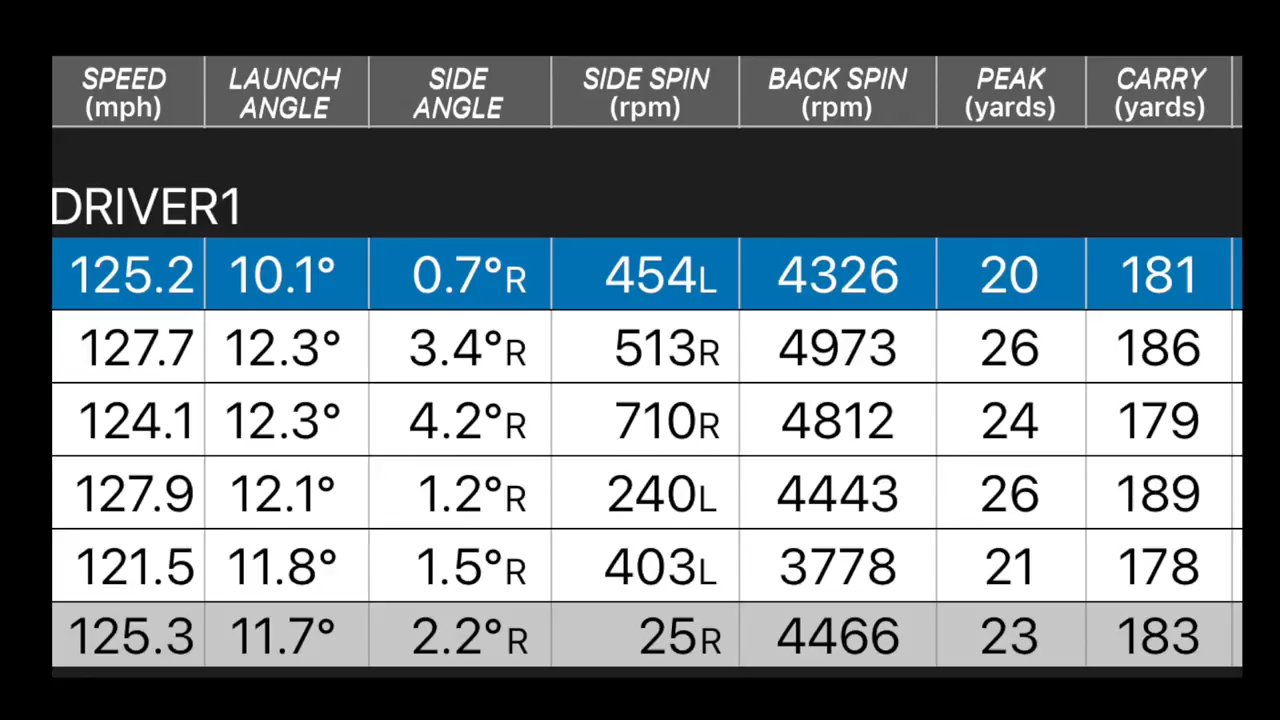 SPEED (mph) LAUNCH ANGLE SIDE ANGLE SIDE SPIN (rpm) BACK SPIN (rpm) PEAK (yards) CARRY (yards)
DRIVER1
125.2 10.1° 0.7°R 454L 4326 20 181
127.7 12.3° 3.4°R 513R 4973 26 186
124.1 12.3° 4.2°R 710R 4812 24 179
127.9 12.1° 1.2°R 240L 4443 26 189
121.5 11.8° 1.5°R 403L 3778 21 178
125.3 11.7° 2.2°R 25R 4466 23 183